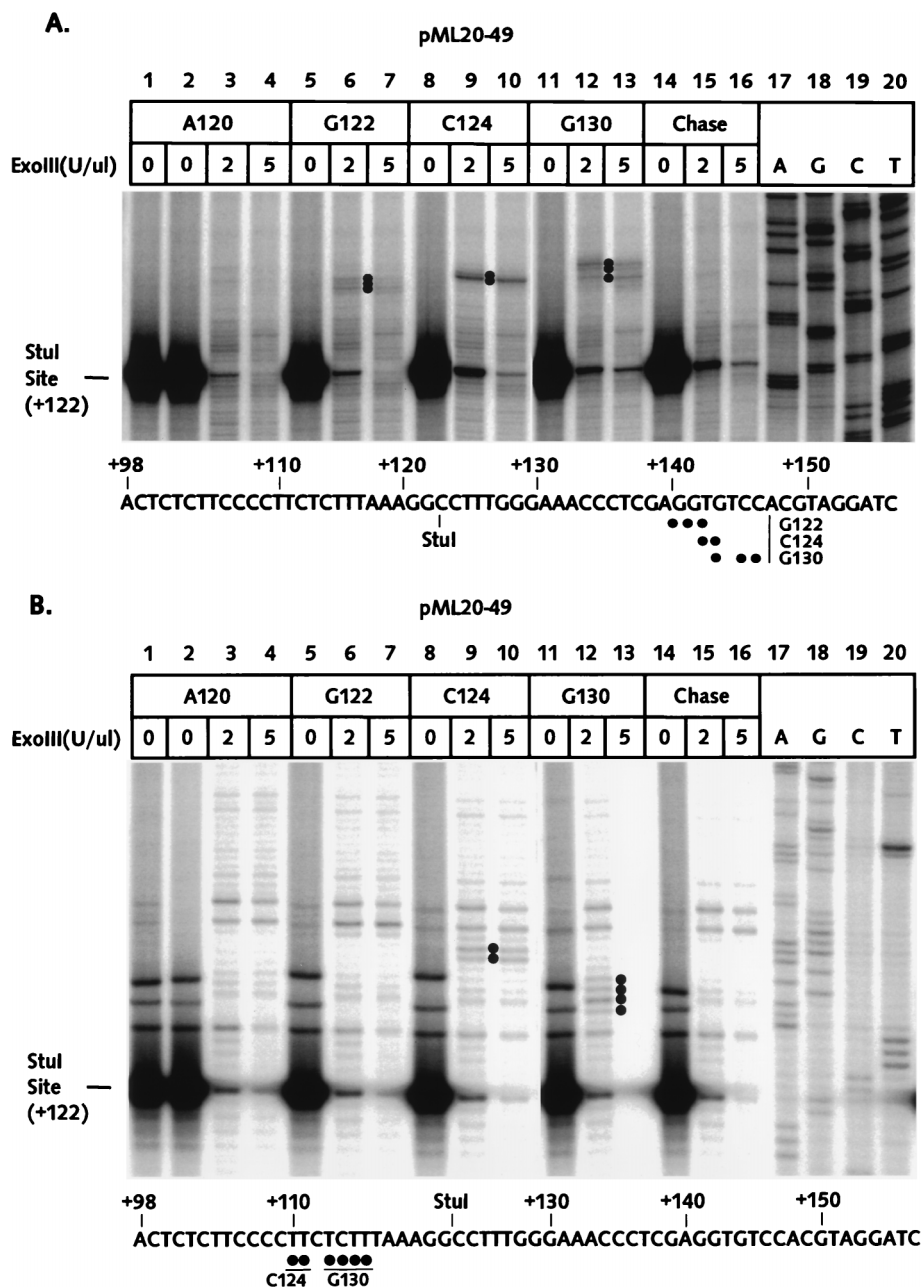 A.
pML20-49
1 2 3 4 5 6 7 8 9 10 11 12 13 14 15 16 17 18 19 20
A120 G122 C124 G130 Chase
ExoIII(U/ul) 0 0 2 5 0 2 5 0 2 5 0 2 5 0 2 5 A G C T
StuI
Site
(+122)
+98 +110 +120 +130 +140 +150
ACTCTCTTCCCCTTCTCTTTAAAGGCCTTTGGGGAAACCCTCGAGGTGTCCACGTAGGATC
StuI
G122
C124
G130
B.
pML20-49
1 2 3 4 5 6 7 8 9 10 11 12 13 14 15 16 17 18 19 20
A120 G122 C124 G130 Chase
ExoIII(U/ul) 0 0 2 5 0 2 5 0 2 5 0 2 5 0 2 5 A G C T
StuI
Site
(+122)
+98 +110 StuI +130 +140 +150
ACTCTCTTCCCCTTCTCTTTAAAGGCCTTTGGGGAAACCCTCGAGGTGTCCACGTAGGATC
C124 G130